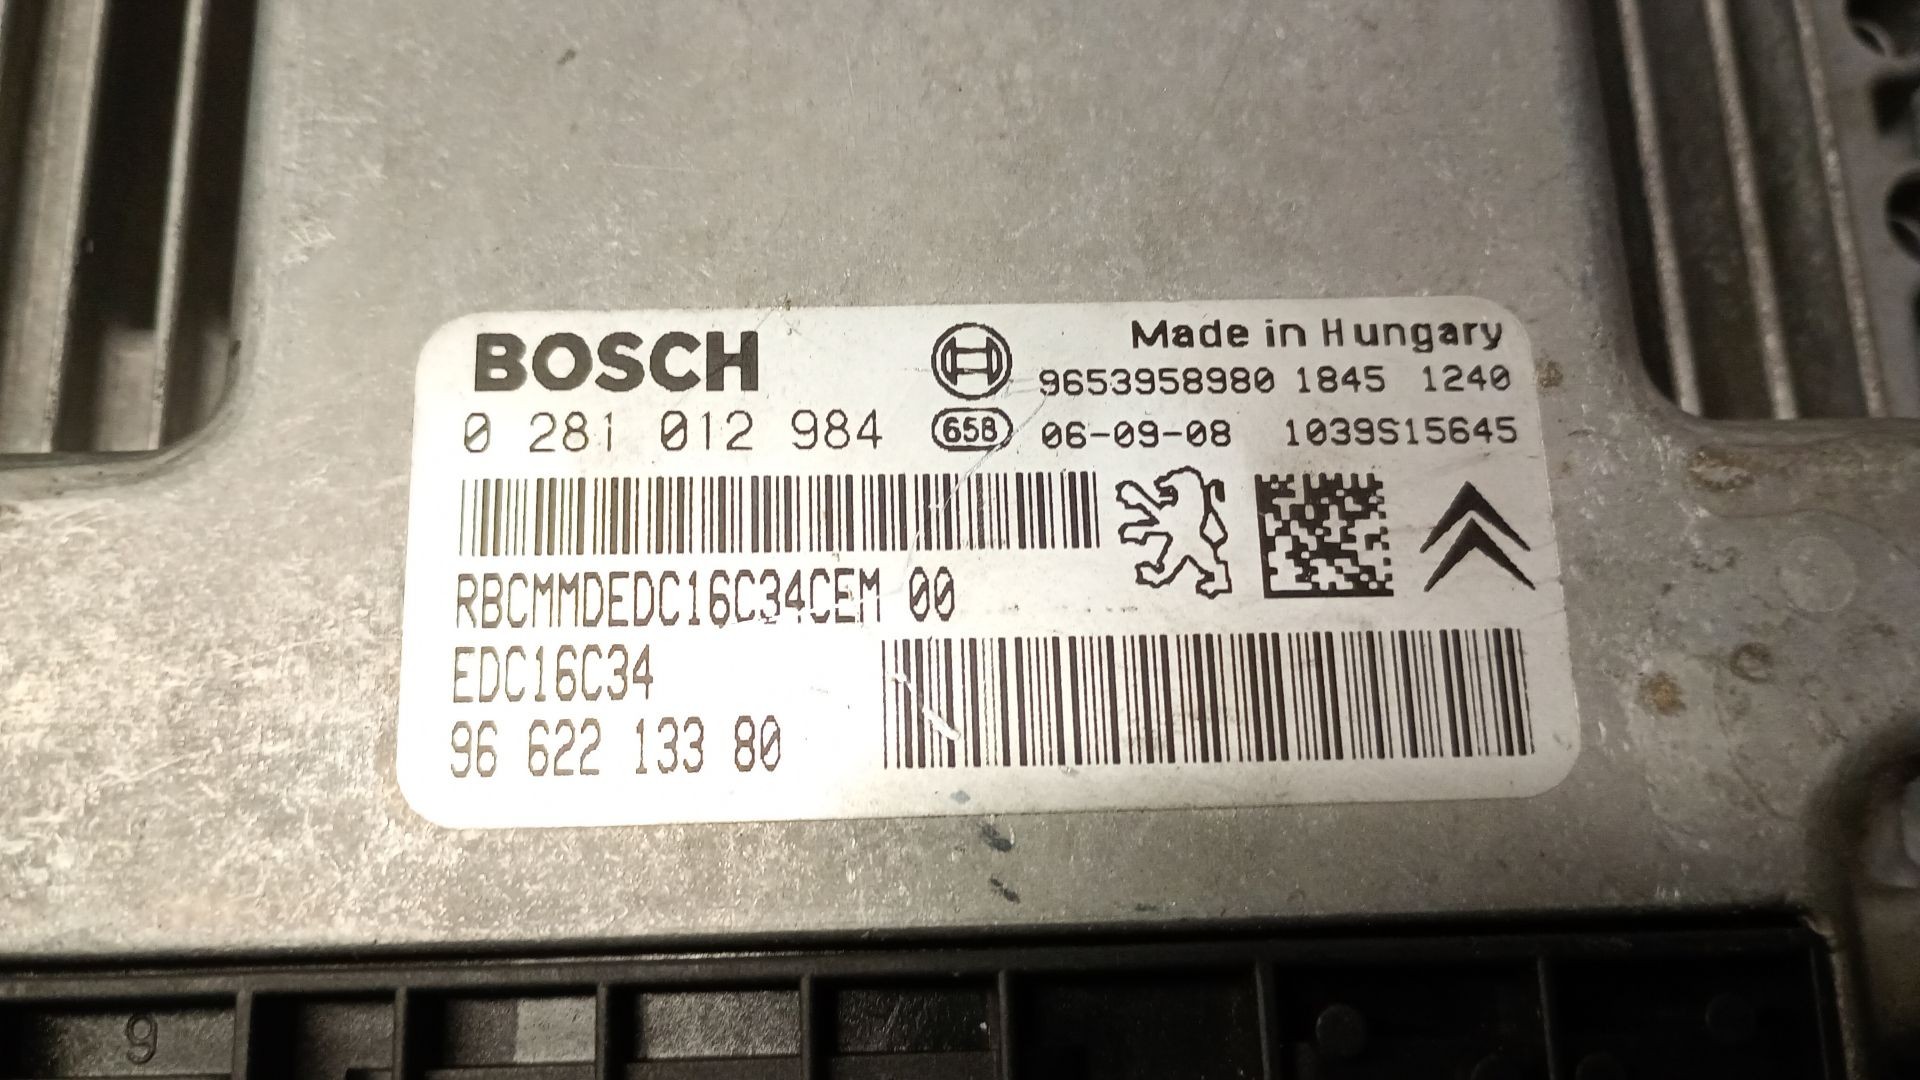 BOSCH
Made in Hungary
9653958980 1845 1240
0 281 012 984
658
06-09-08 1039S15645
RBCMMDEDC16C34CEM 00
EDC16C34
96 622 133 80
9